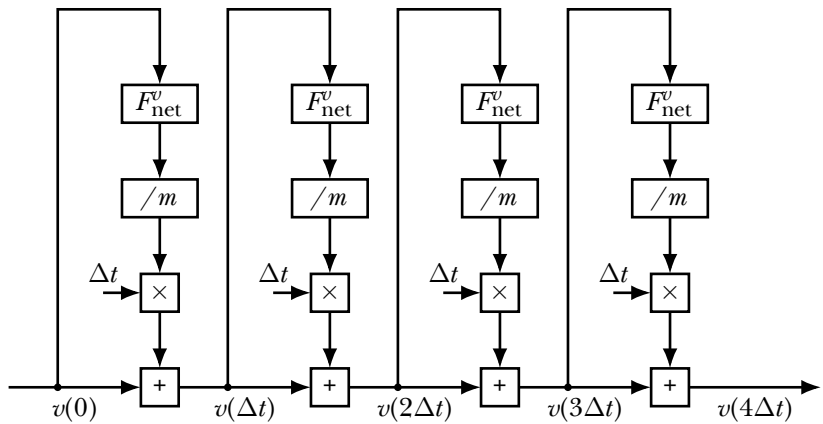 F^v_net F^v_net F^v_net F^v_net
/m /m /m /m
Δt Δt Δt Δt
× × × ×
+ + + +
v(0) v(Δt) v(2Δt) v(3Δt) v(4Δt)